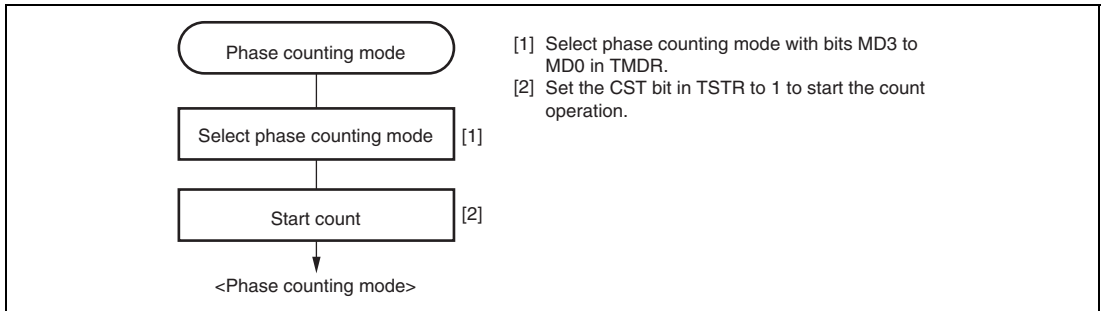 Phase counting mode
Select phase counting mode [1]
Start count [2]
<Phase counting mode>
[1] Select phase counting mode with bits MD3 to
MD0 in TMDR.
[2] Set the CST bit in TSTR to 1 to start the count
operation.